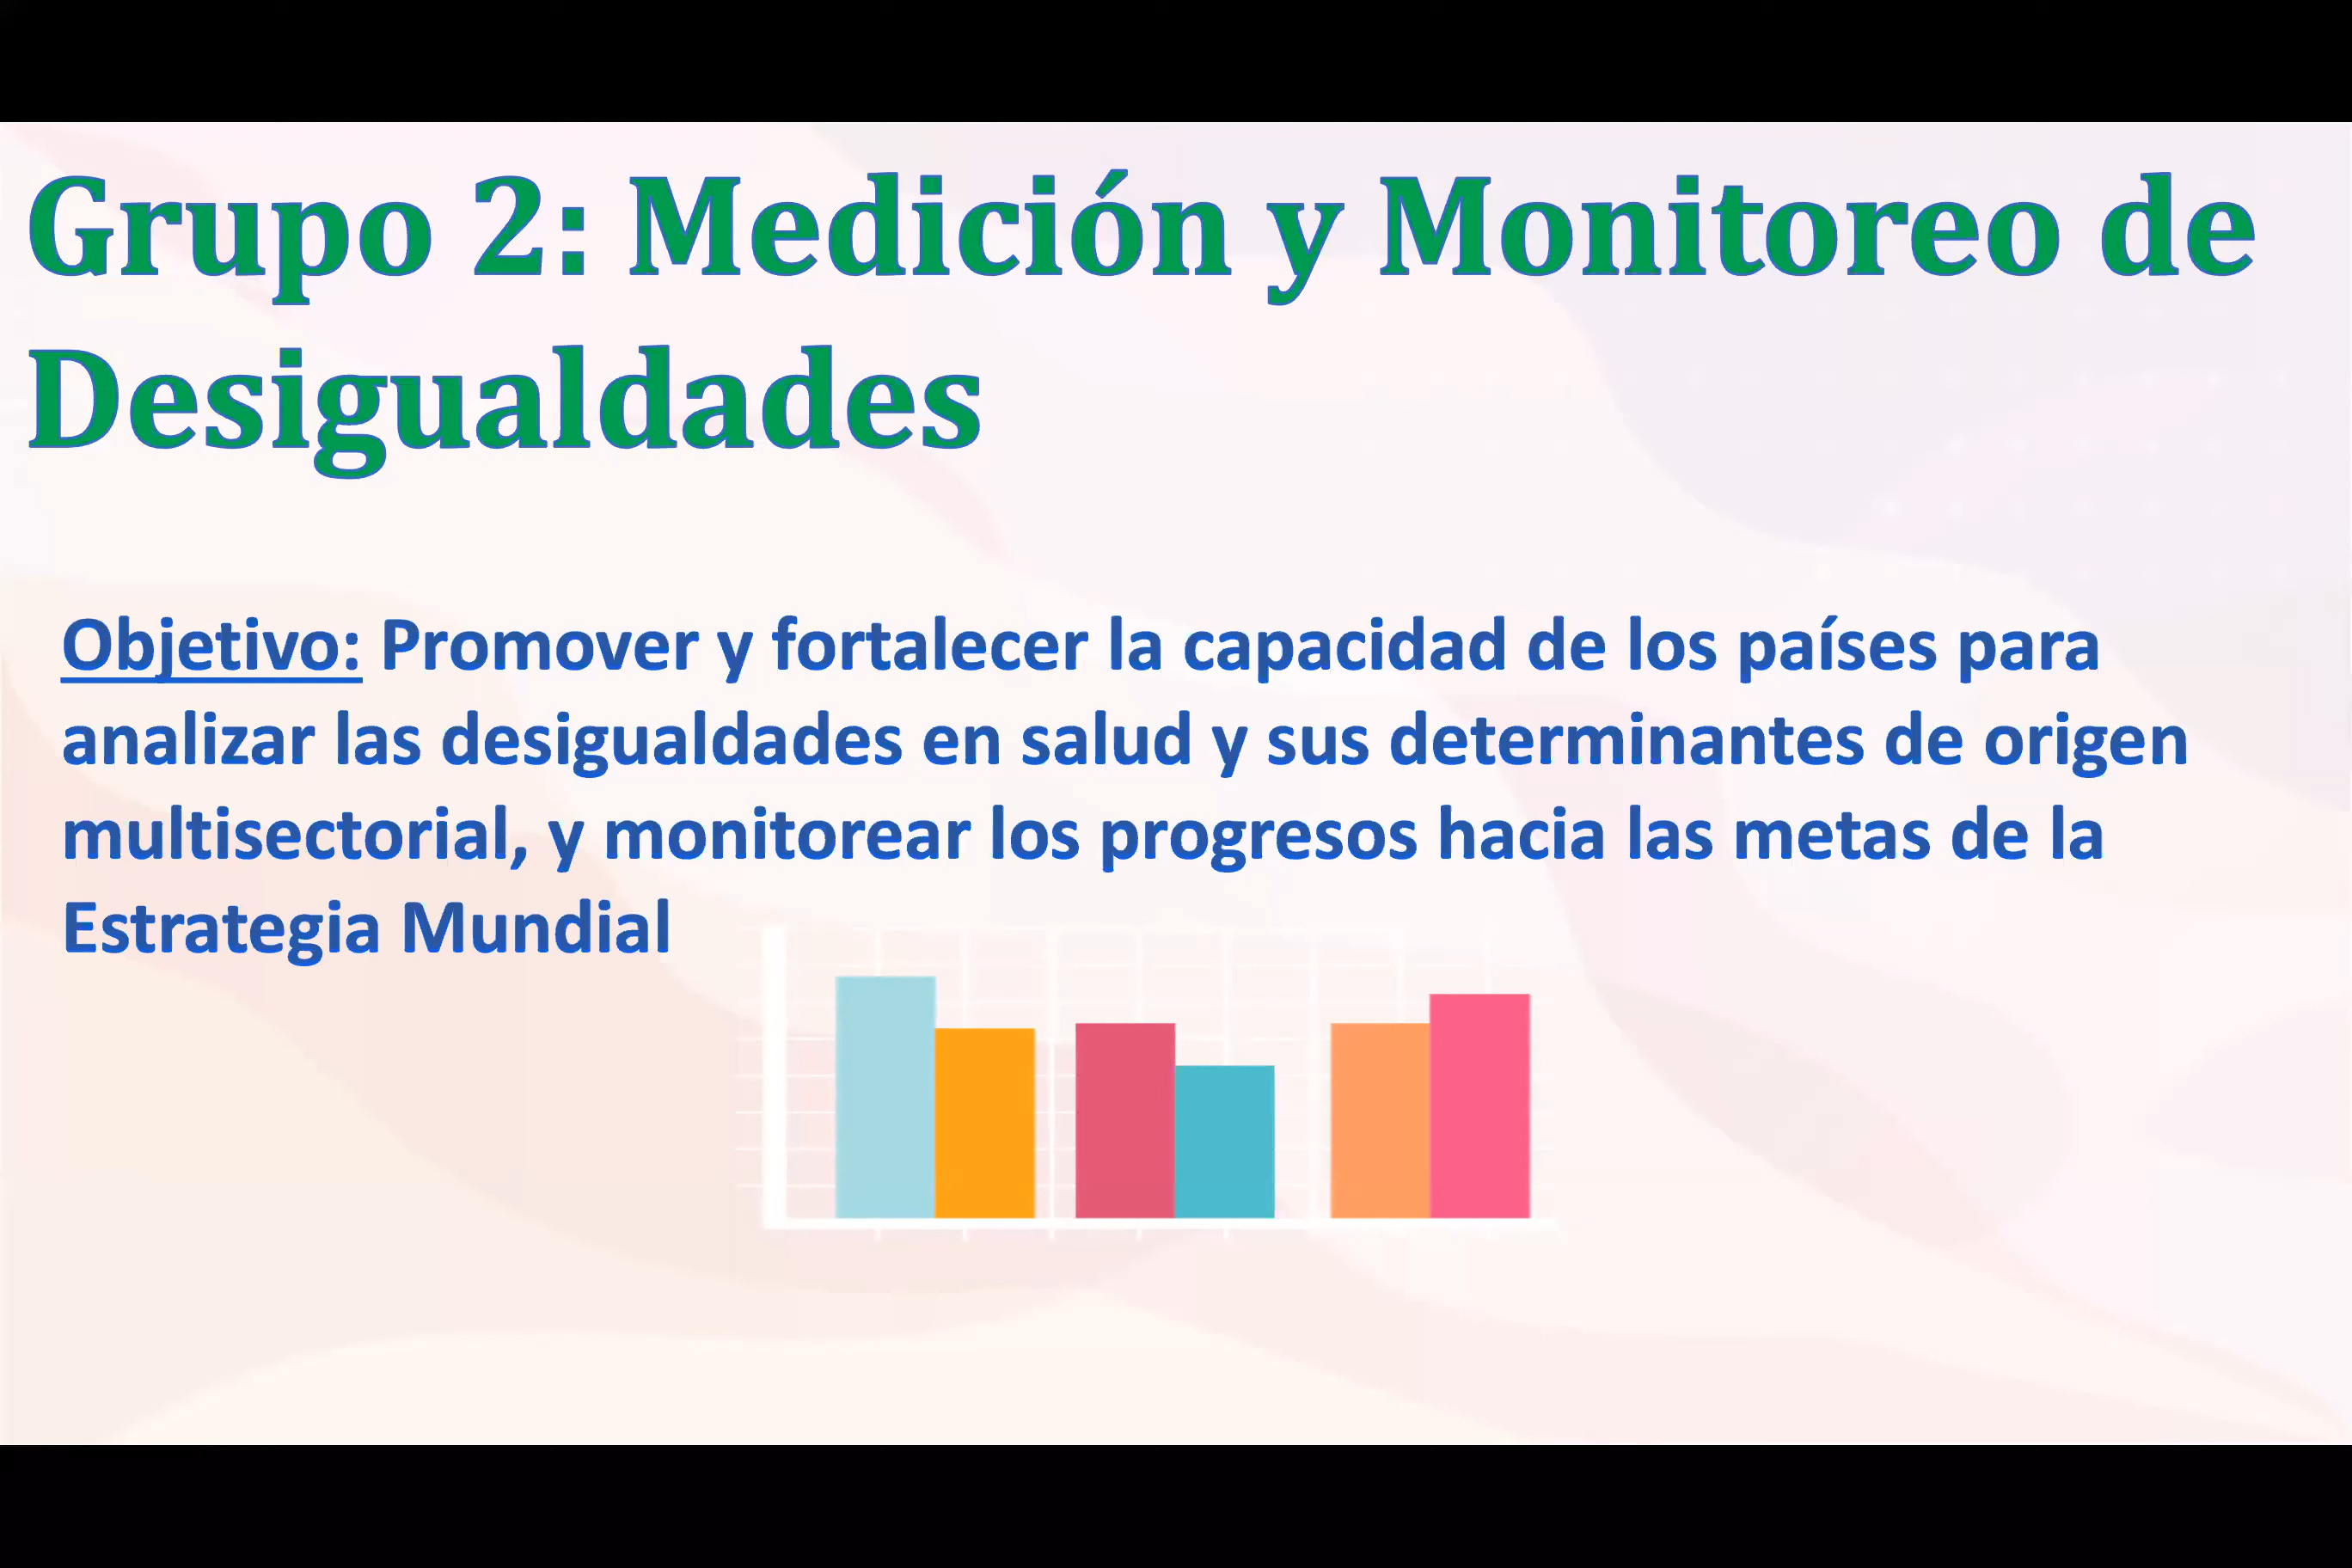 Grupo 2: Medición y Monitoreo de
Desigualdades
Objetivo: Promover y fortalecer la capacidad de los países para
analizar las desigualdades en salud y sus determinantes de origen
multisectorial, y monitorear los progresos hacia las metas de la
Estrategia Mundial